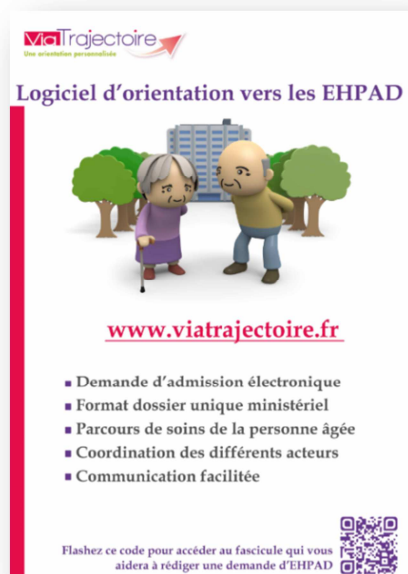 ViaTrajectoire
Une orientation personnalisée
Logiciel d'orientation vers les EHPAD
www.viatrajectoire.fr
Demande d'admission électronique
Format dossier unique ministériel
Parcours de soins de la personne âgée
Coordination des différents acteurs
Communication facilitée
Flashez ce code pour accéder au fascicule qui vous
aidera à rédiger une demande d'EHPAD